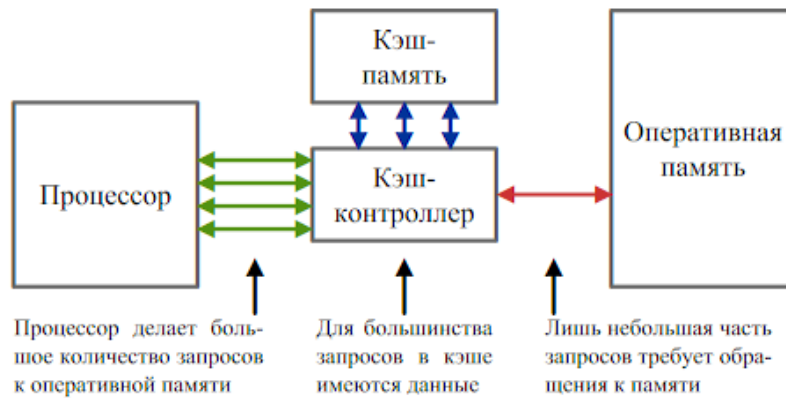 Кэш-
память
Процессор
Кэш-
контроллер
Оперативная
память
Процессор делает боль-
шое количество запросов
к оперативной памяти
Для большинства
запросов в кэше
имеются данные
Лишь небольшая часть
запросов требует обра-
щения к памяти